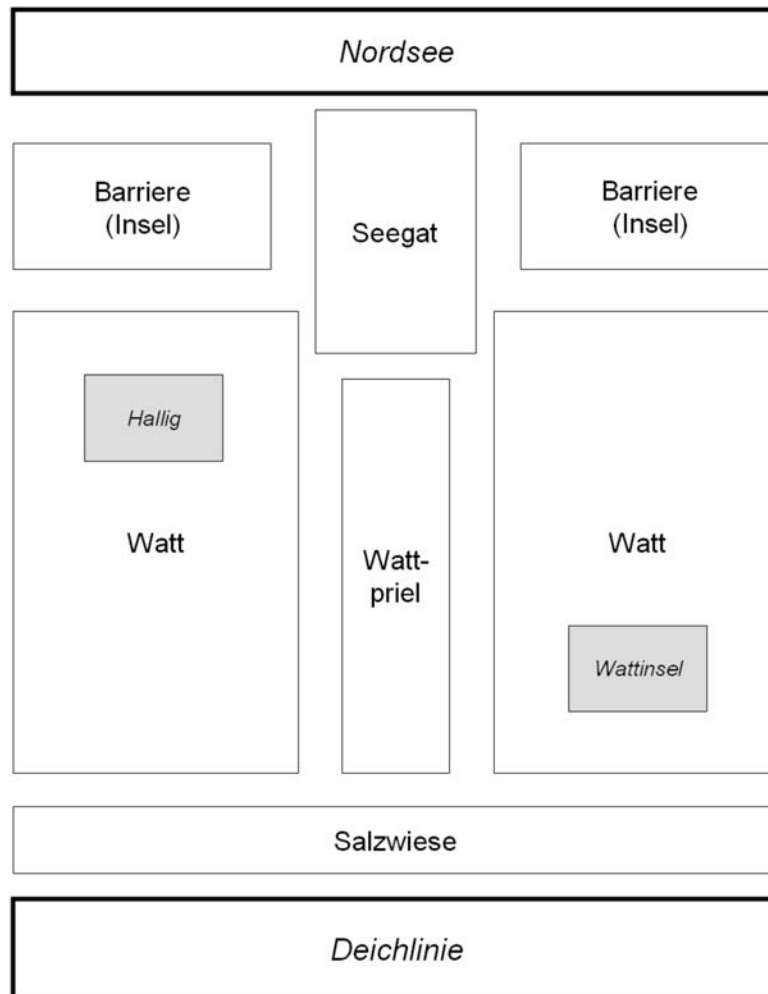 Nordsee
Barriere
(Insel)
Seegat
Barriere
(Insel)
Hallig
Watt
Watt-
priel
Watt
Wattinsel
Salzwiese
Deichlinie